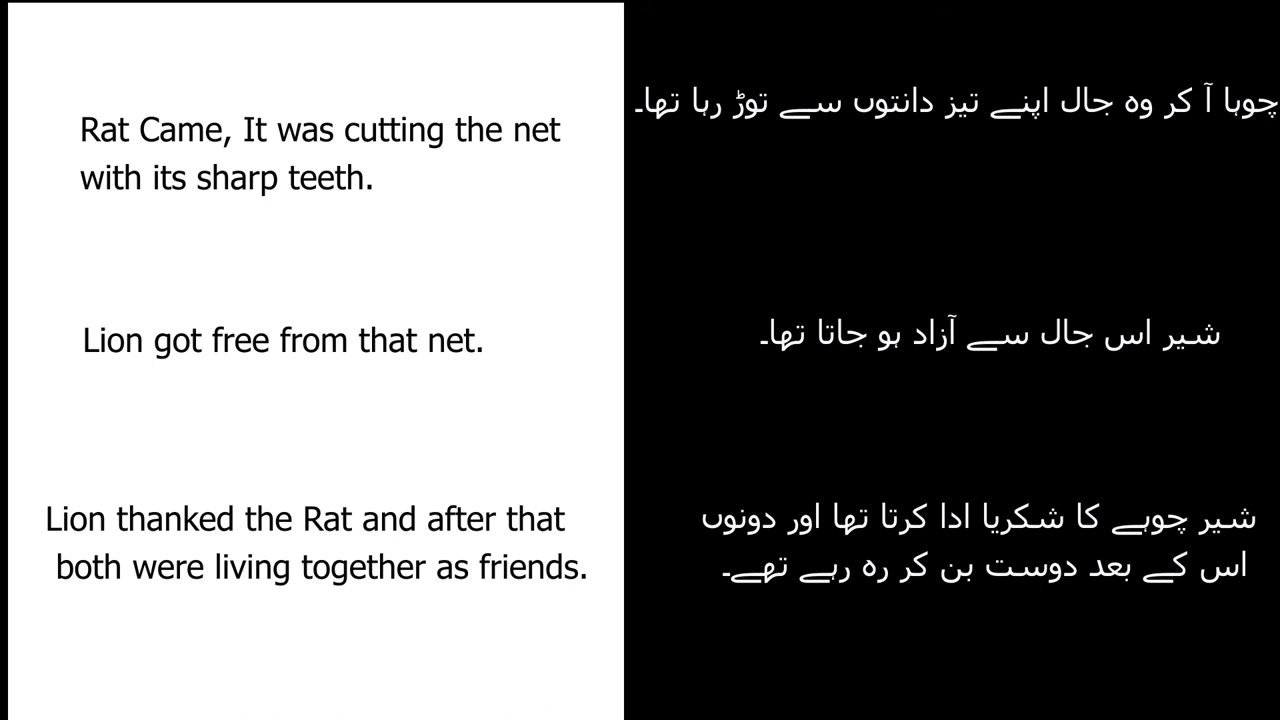 Rat Came, It was cutting the net
with its sharp teeth.
چوہا آ کر وہ جال اپنے تیز دانتوں سے توڑ رہا تھا۔
Lion got free from that net.
شیر اس جال سے آزاد ہو جاتا تھا۔
Lion thanked the Rat and after that
both were living together as friends.
شیر چوہے کا شکریا ادا کرتا تھا اور دونوں
اس کے بعد دوست بن کر رہ رہے تھے۔